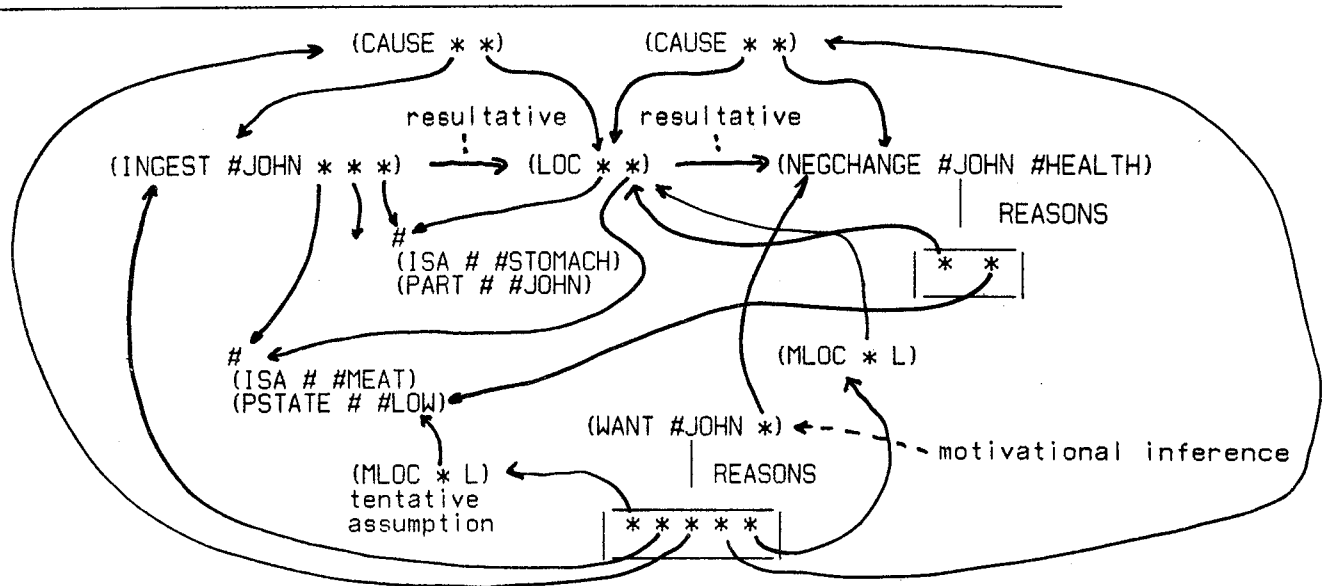 (CAUSE * *) (CAUSE * *)
resultative resultative
(INGEST #JOHN * * *) (LOC * *) (NEGCHANGE #JOHN #HEALTH)
REASONS
#
(ISA # #STOMACH)
(PART # #JOHN)
* *
#
(ISA # #MEAT)
(PSTATE # #LOW)
(MLOC * L)
(WANT #JOHN *)
motivational inference
(MLOC * L)
tentative
assumption
REASONS
* * * * *